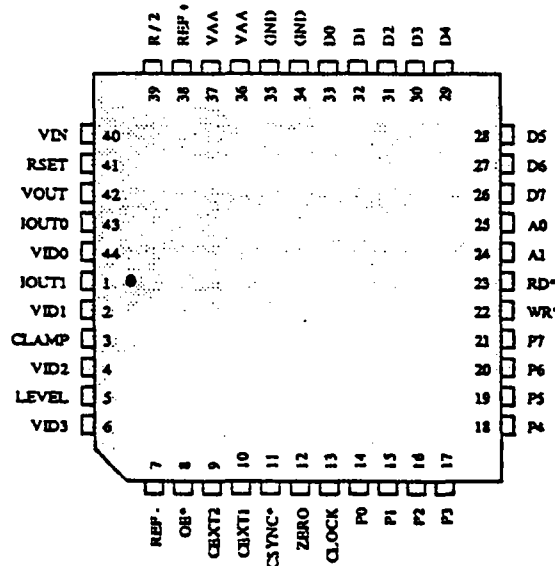 R/2 REF+ VAA VAA GND GND D0 D1 D2 D3 D4
39 38 37 36 35 34 33 32 31 30 29
VIN 40 28 D5
RSET 41 27 D6
VOUT 42 26 D7
IOUT0 43 25 A0
VID0 44 24 A1
IOUT1 1 23 RD*
VID1 2 22 WR*
CLAMP 3 21 P7
VID2 4 20 P6
LEVEL 5 19 P5
VID3 6 18 P4
7 8 9 10 11 12 13 14 15 16 17
REF- OE* CEXT2 CEXT1 CSYNC* ZERO CLOCK P0 P1 P2 P3